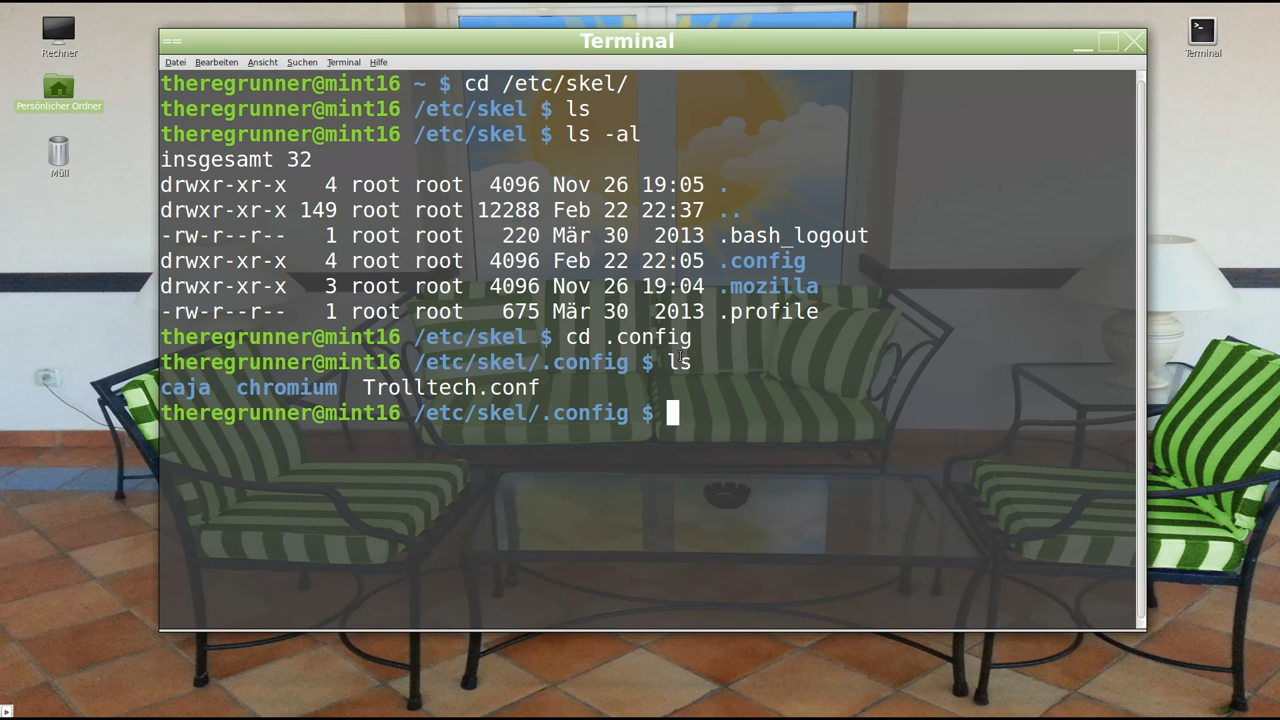 Rechner
Persönlicher Ordner
Müll
Terminal
Terminal
Datei Bearbeiten Ansicht Suchen Terminal Hilfe
theregrunner@mint16 ~ $ cd /etc/skel/
theregrunner@mint16 /etc/skel $ ls
theregrunner@mint16 /etc/skel $ ls -al
insgesamt 32
drwxr-xr-x   4 root root  4096 Nov 26 19:05 .
drwxr-xr-x 149 root root 12288 Feb 22 22:37 ..
-rw-r--r--   1 root root   220 Mär 30  2013 .bash_logout
drwxr-xr-x   4 root root  4096 Feb 22 22:05 .config
drwxr-xr-x   3 root root  4096 Nov 26 19:04 .mozilla
-rw-r--r--   1 root root   675 Mär 30  2013 .profile
theregrunner@mint16 /etc/skel $ cd .config
theregrunner@mint16 /etc/skel/.config $ ls
caja  chromium  Trolltech.conf
theregrunner@mint16 /etc/skel/.config $